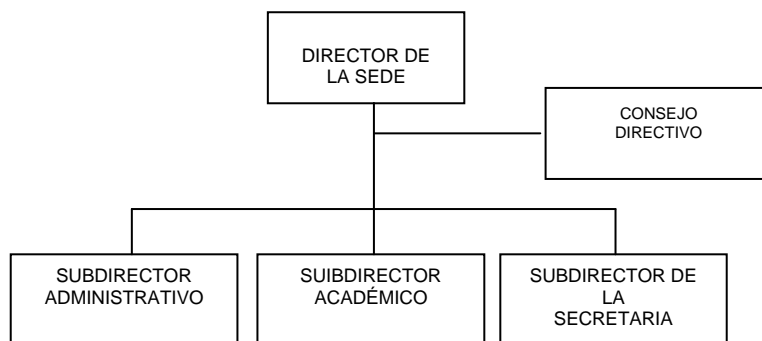 DIRECTOR DE
LA SEDE
CONSEJO
DIRECTIVO
SUBDIRECTOR
ADMINISTRATIVO
SUIBDIRECTOR
ACADÉMICO
SUBDIRECTOR DE
LA
SECRETARIA